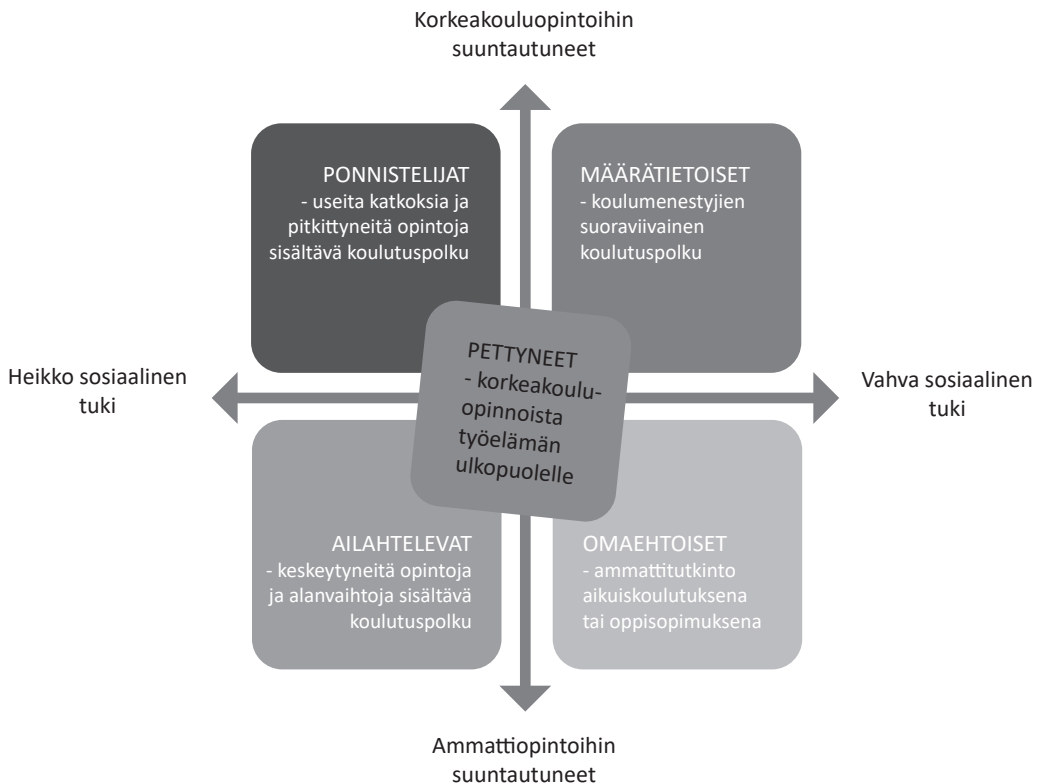 Korkeakouluopintoihin
suuntautuneet
PONNISTELIJAT
- useita katkoksia ja
pitkittyneitä opintoja
sisältävä koulutuspolku
MÄÄRÄTIETOISET
- koulumenestyjien
suoraviivainen
koulutuspolku
Heikko sosiaalinen
tuki
PETTYNEET
- korkeakoulu-
opinnoista
työelämän
ulkopuolelle
Vahva sosiaalinen
tuki
AILAHTELEVAT
- keskeytyneitä opintoja
ja alanvaihtoja sisältävä
koulutuspolku
OMAEHTOISET
- ammattitutkinto
aikuiskoulutuksena
tai oppisopimuksena
Ammattiopintoihin
suuntautuneet